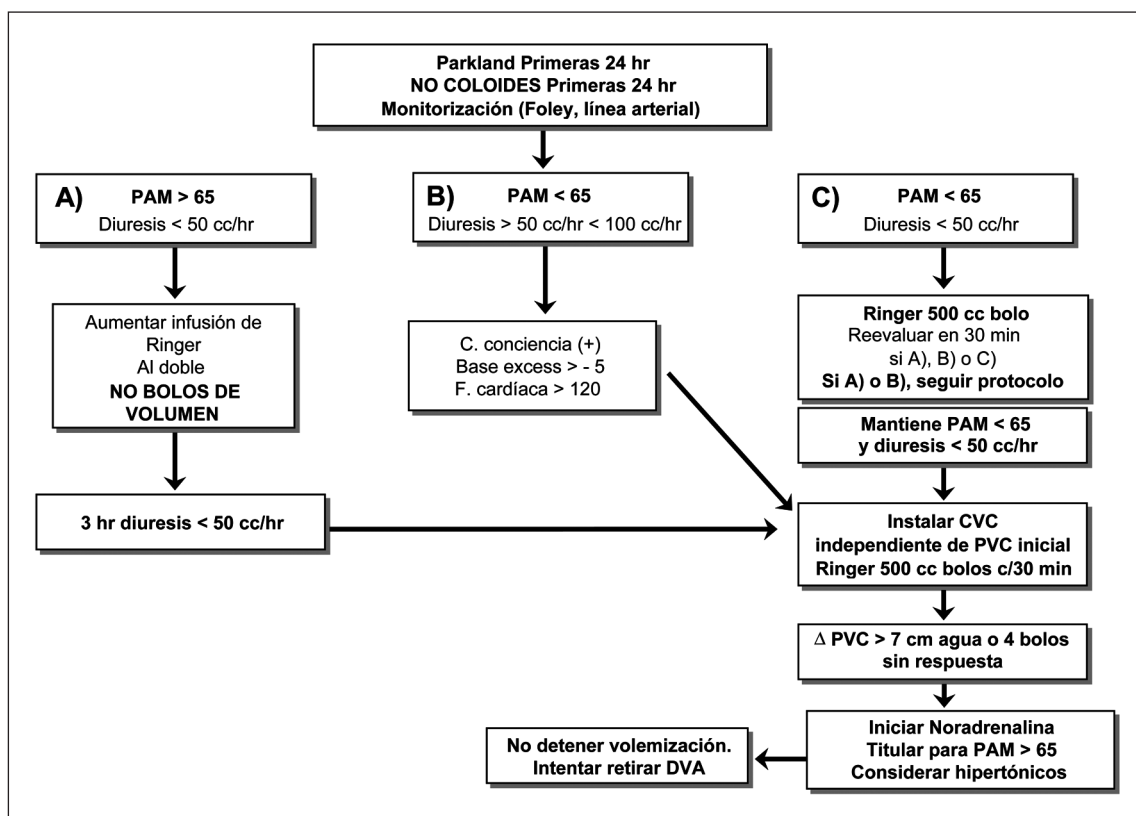 Parkland Primeras 24 hr
NO COLOIDES Primeras 24 hr
Monitorización (Foley, línea arterial)
A)
PAM > 65
Diuresis < 50 cc/hr
B)
PAM < 65
Diuresis > 50 cc/hr < 100 cc/hr
C)
PAM < 65
Diuresis < 50 cc/hr
Aumentar infusión de
Ringer
Al doble
NO BOLOS DE
VOLUMEN
C. conciencia (+)
Base excess > - 5
F. cardíaca > 120
Ringer 500 cc bolo
Reevaluar en 30 min
si A), B) o C)
Si A) o B), seguir protocolo
Mantiene PAM < 65
y diuresis < 50 cc/hr
3 hr diuresis < 50 cc/hr
Instalar CVC
independiente de PVC inicial
Ringer 500 cc bolos c/30 min
Δ PVC > 7 cm agua o 4 bolos
sin respuesta
Iniciar Noradrenalina
Titular para PAM > 65
Considerar hipertónicos
No detener volemización.
Intentar retirar DVA